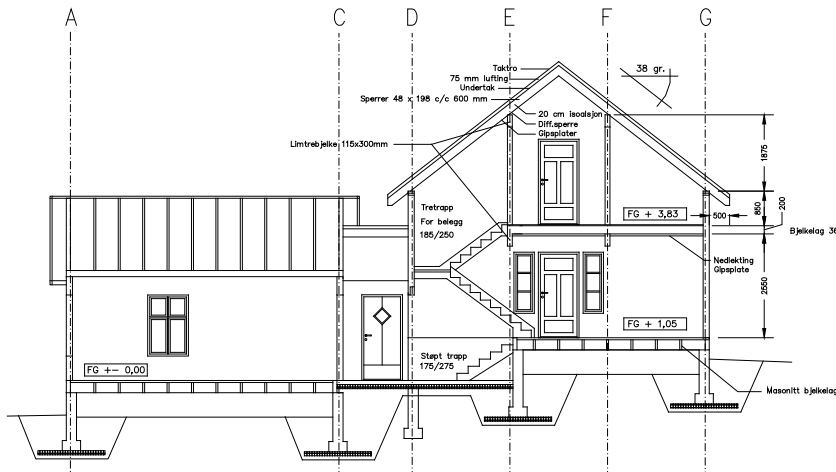 A
C
D
E
F
G
Taktro
75 mm lufting
Undertak
Sperrer 48 x 198 c/c 600 mm
38 gr.
20 cm isoalsjon
Diff.sperre
Gipsplater
Limtrebjelke 115x300mm
1875
Tretrapp
For belegg
185/250
FG + 3,83
500
850
200
Bjelkelag 36
Nedlekting
Gipsplate
2550
FG + 1,05
Støpt trapp
175/275
FG +- 0,00
Masonitt bjelkelag